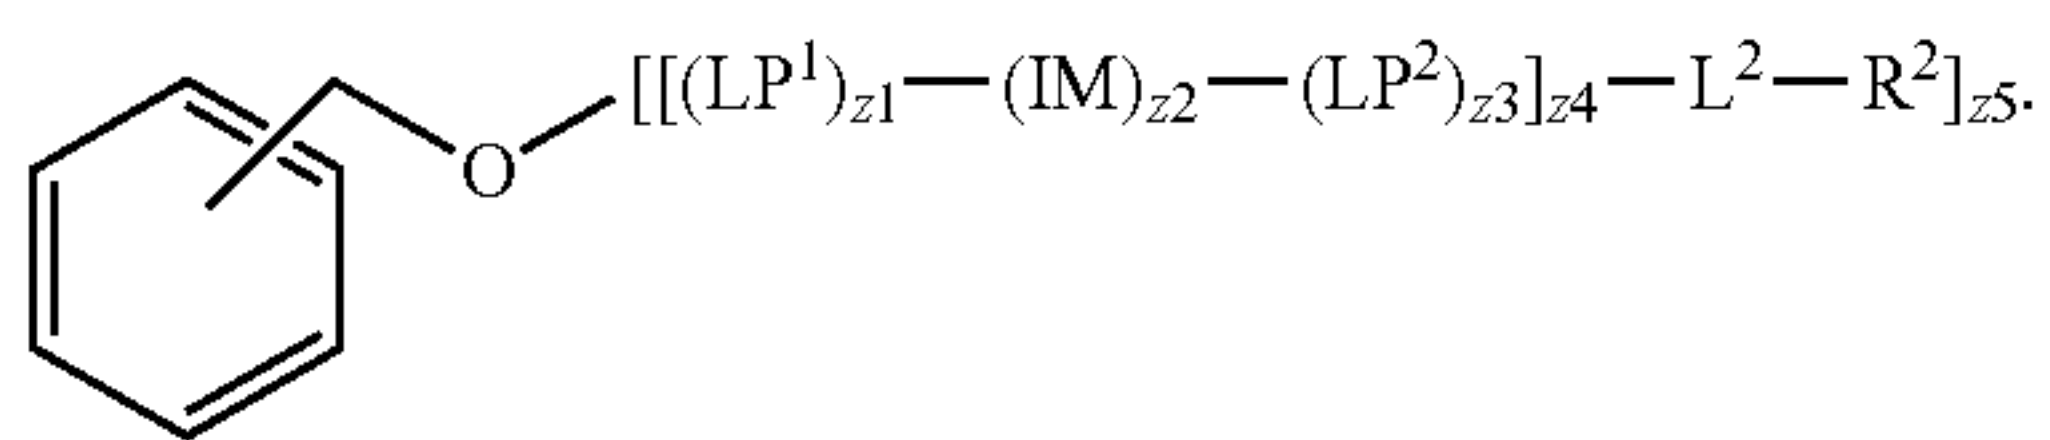 O [[[(LP¹)z1—(IM)z2—(LP²)z3]z4—L²—R²]z5.